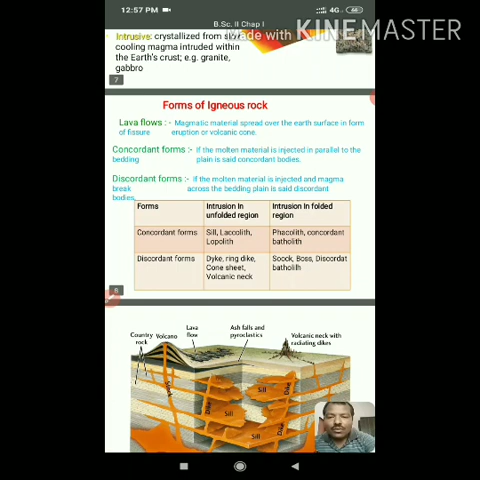 12:57 PM
4G
66
B.Sc. II Chap I
Made with KINEMASTER
Intrusive: crystallized from slow
cooling magma intruded within
the Earth's crust; e.g. granite,
gabbro
7
Forms of Igneous rock
Lava flows :- Magmatic material spread over the earth surface in form
of fissure eruption or volcanic cone.
Concordant forms :- If the molten material is injected in parallel to the
bedding plain is said concordant bodies.
Discordant forms :- If the molten material is injected and magma
break across the bedding plain is said discordant
bodies
Forms Intrusion in unfolded region Intrusion in folded region
Concordant forms Sill, Laccolith, Lopolith Phacolith, concordant batholith
Discordant forms Dyke, ring dike, Cone sheet, Volcanic neck Soock, Boss, Discordat batholilh
8
Country rock
Volcano
Lava flow
Ash falls and pyroclastics
Volcanic neck with radiating dikes
Dike
Sill
Dike
Sill
Sill
Dike